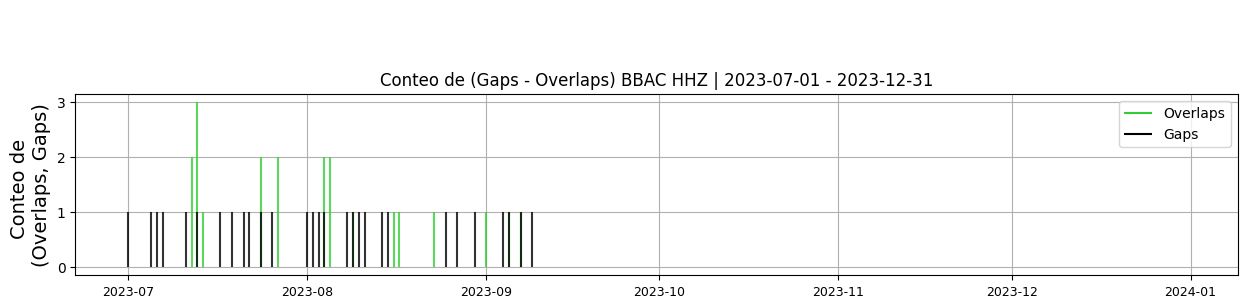 Conteo de (Gaps - Overlaps) BBAC HHZ | 2023-07-01 - 2023-12-31
Conteo de
(Overlaps, Gaps)
3
2
1
0
Overlaps
Gaps
2023-07
2023-08
2023-09
2023-10
2023-11
2023-12
2024-01